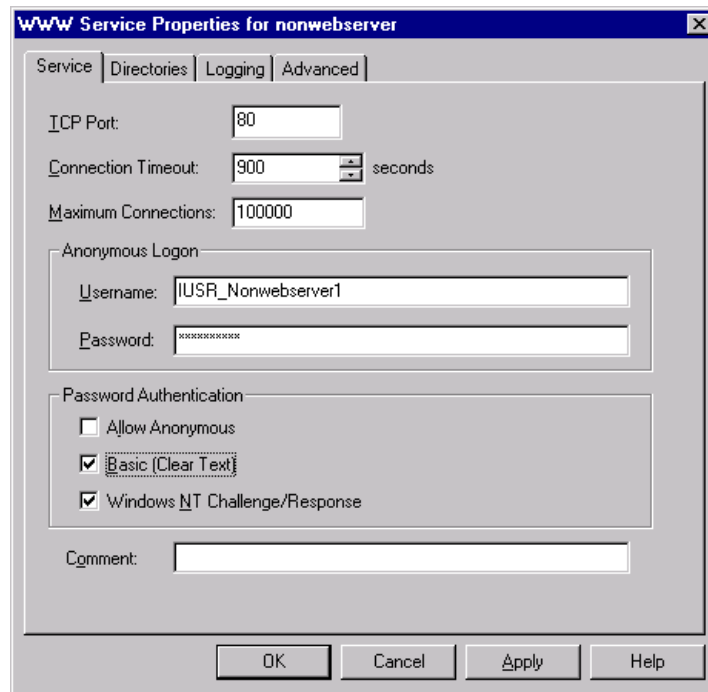 WWW Service Properties for nonwebserver
Service Directories Logging Advanced
TCP Port: 80
Connection Timeout: 900 seconds
Maximum Connections: 100000
Anonymous Logon
Username: IUSR_Nonwebserver1
Password: **********
Password Authentication
Allow Anonymous
Basic (Clear Text)
Windows NT Challenge/Response
Comment:
OK Cancel Apply Help